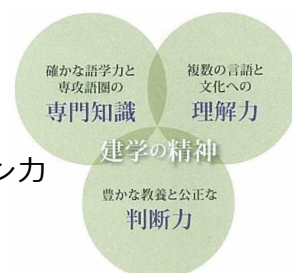 確かな語学力と
専攻語圏の
専門知識
複数の言語と
文化への
理解力
建学の精神
ン力
豊かな教養と公正な
判断力